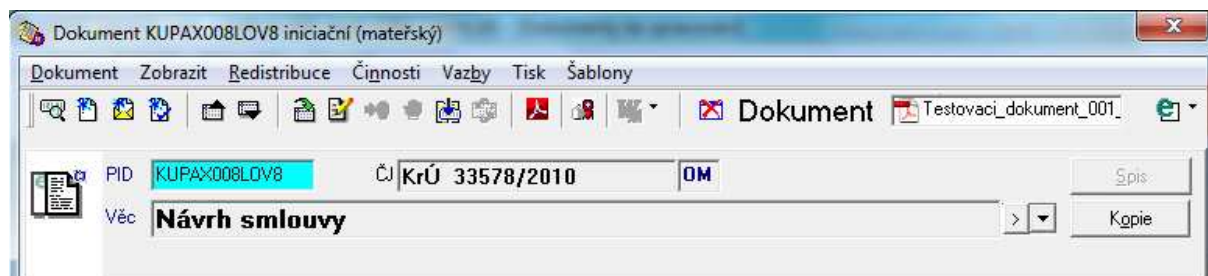 Dokument KUPAX008LOV8 iniciační (mateřský)
Dokument Zobrazit Redistribuce Činnosti Vazby Tisk Šablony
Dokument Testovaci_dokument_001_
PID KUPAX008LOV8 ČJ KrÚ 33578/2010 OM Spis
Věc Návrh smlouvy > Kopie